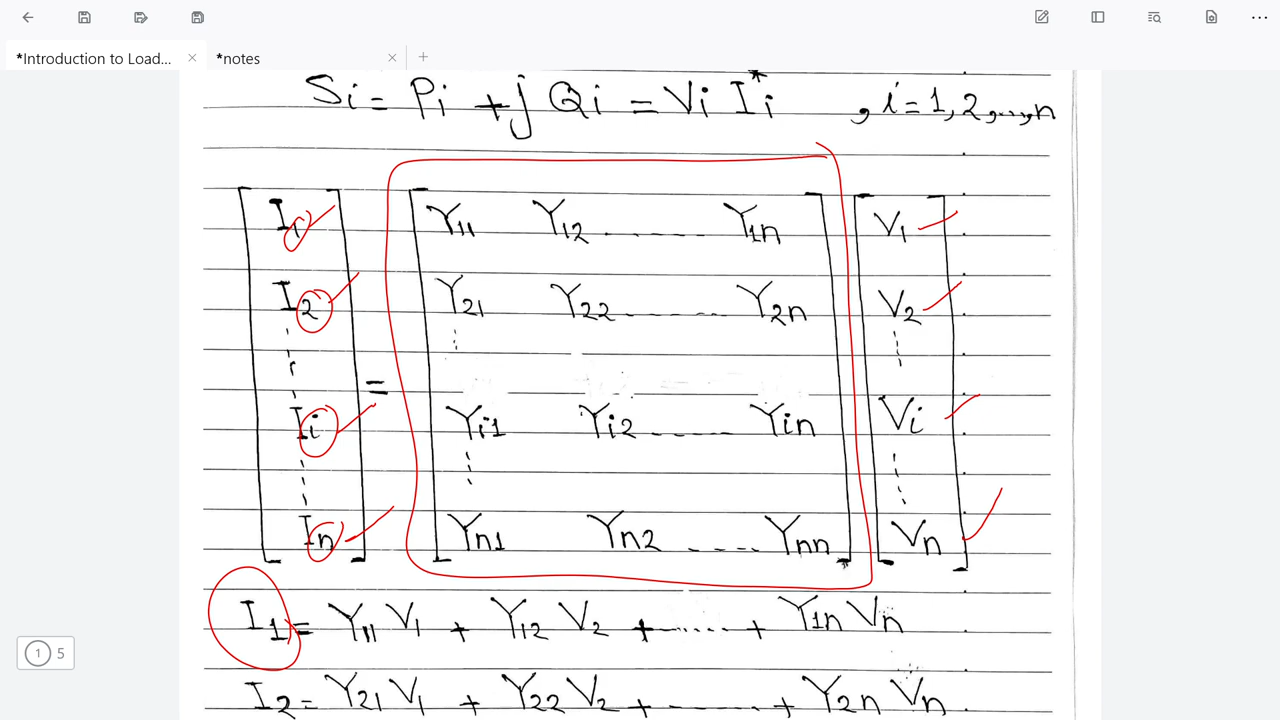 *Introduction to Load...
*notes
Si = Pi + j Qi = Vi I*i , i = 1, 2, ..., n
I1 Y11 Y12 ...... Y1n V1
I2 Y21 Y22 ...... Y2n V2
=
Ii Yi1 Yi2 ...... Yin Vi
In Yn1 Yn2 .... Ynn Vn
I1 = Y11 V1 + Y12 V2 + ...... + Y1n Vn
I2 = Y21 V1 + Y22 V2 + ...... + Y2n Vn
1 5